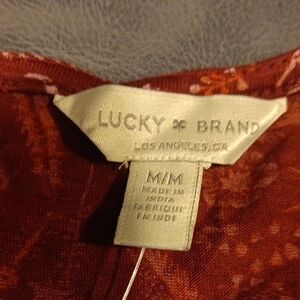 LUCKY BRAND
LOS ANGELES, CA
M/M
MADE IN
INDIA
FABRIQUÉ
EN INDE